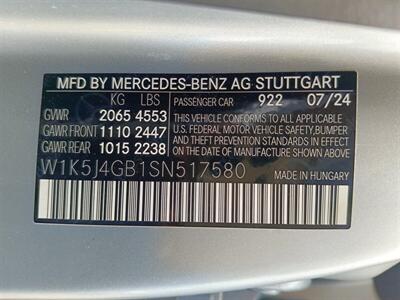 MFD BY MERCEDES-BENZ AG STUTTGART
KG LBS PASSENGER CAR 922 07/24
GVWR 2065 4553 THIS VEHICLE CONFORMS TO ALL APPLICABLE
GAWR FRONT 1110 2447 U.S. FEDERAL MOTOR VEHICLE SAFETY, BUMPER,
AND THEFT PREVENTION STANDARDS IN EFFECT
GAWR REAR 1015 2238 ON THE DATE OF MANUFACTURE SHOWN ABOVE.
W1K5J4GB1SN517580
MADE IN HUNGARY